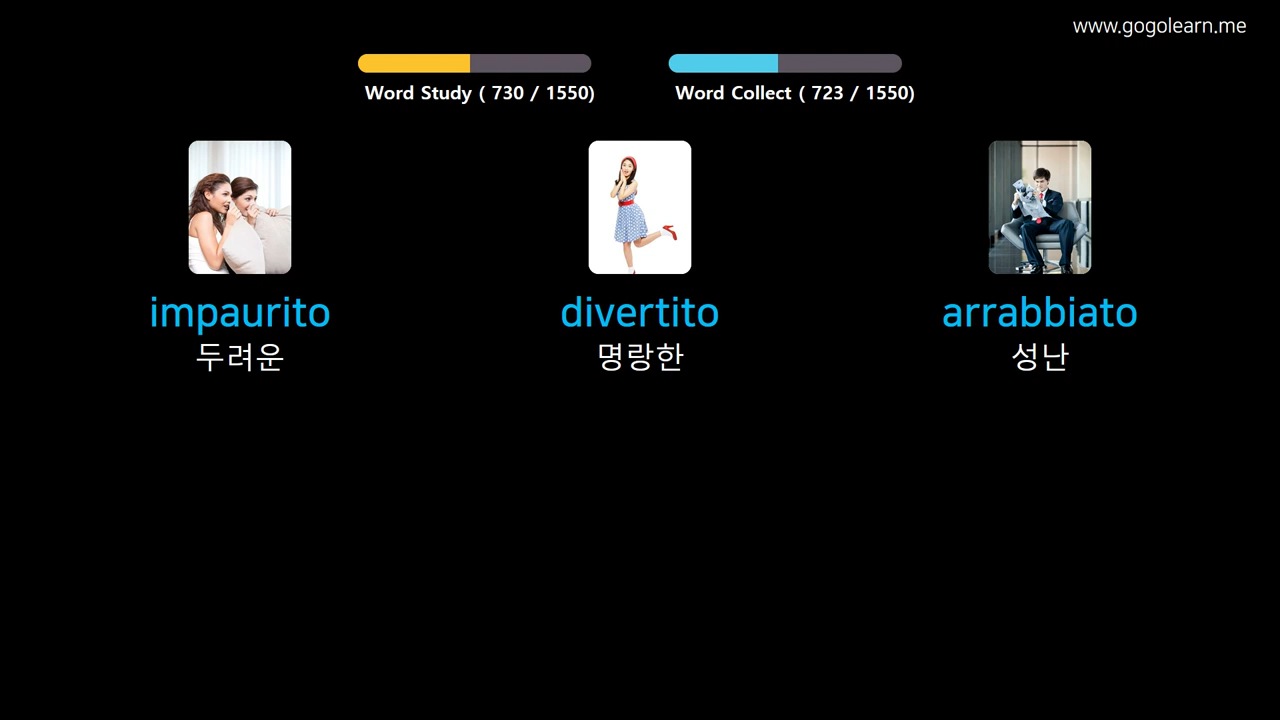 www.gogolearn.me
Word Study ( 730 / 1550)
Word Collect ( 723 / 1550)
impaurito
두려운
divertito
명랑한
arrabbiato
성난